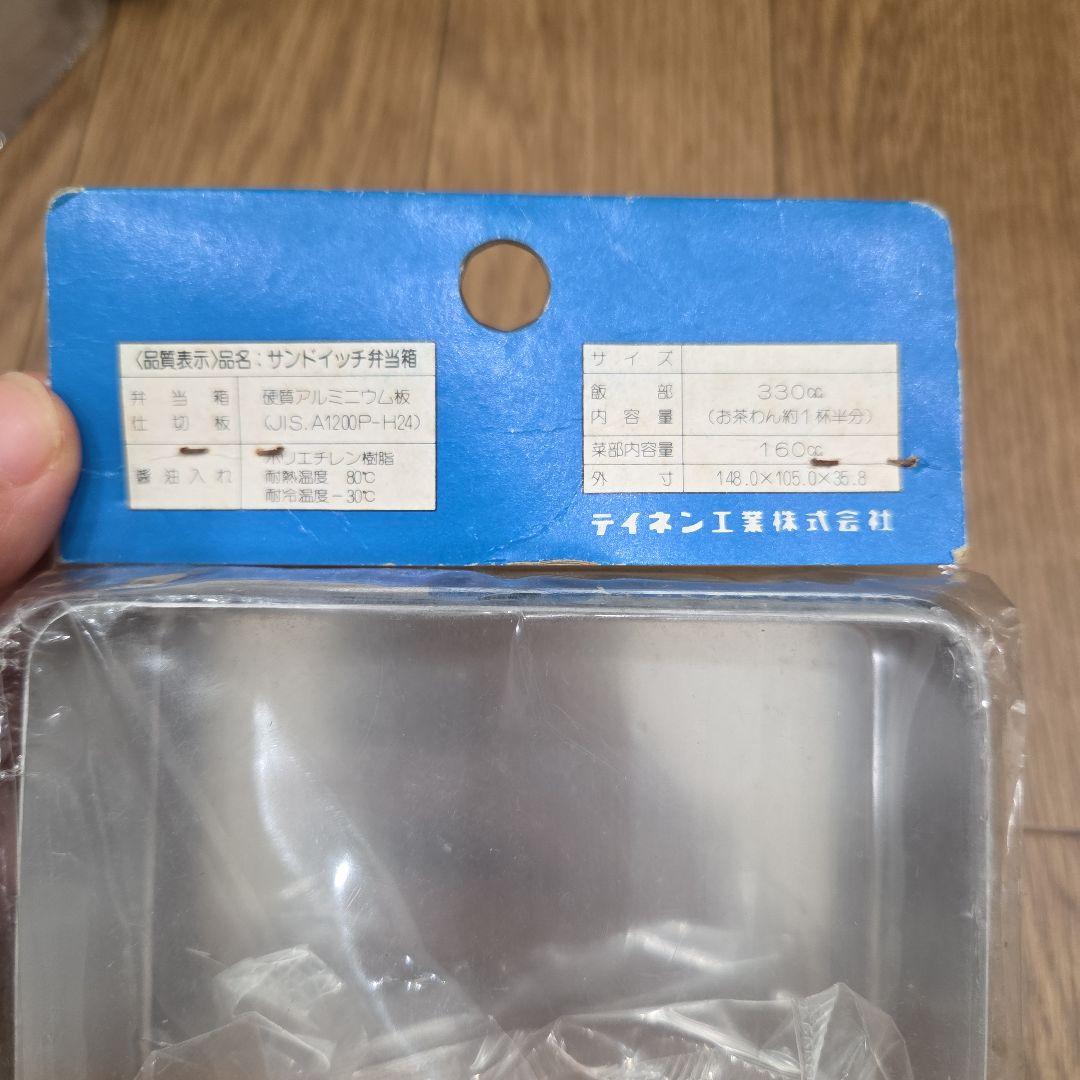 〈品質表示〉品名：サンドイッチ弁当箱
弁当箱 硬質アルミニウム板
仕切板 (JIS.A1200P-H24)
醤油入れ ポリエチレン樹脂
耐熱温度 80℃
耐冷温度-30℃
サイズ
飯部 330cc
内容量 (お茶わん約1杯半分)
菜部内容量 160cc
外寸 148.0×105.0×35.8
テイネン工業株式会社